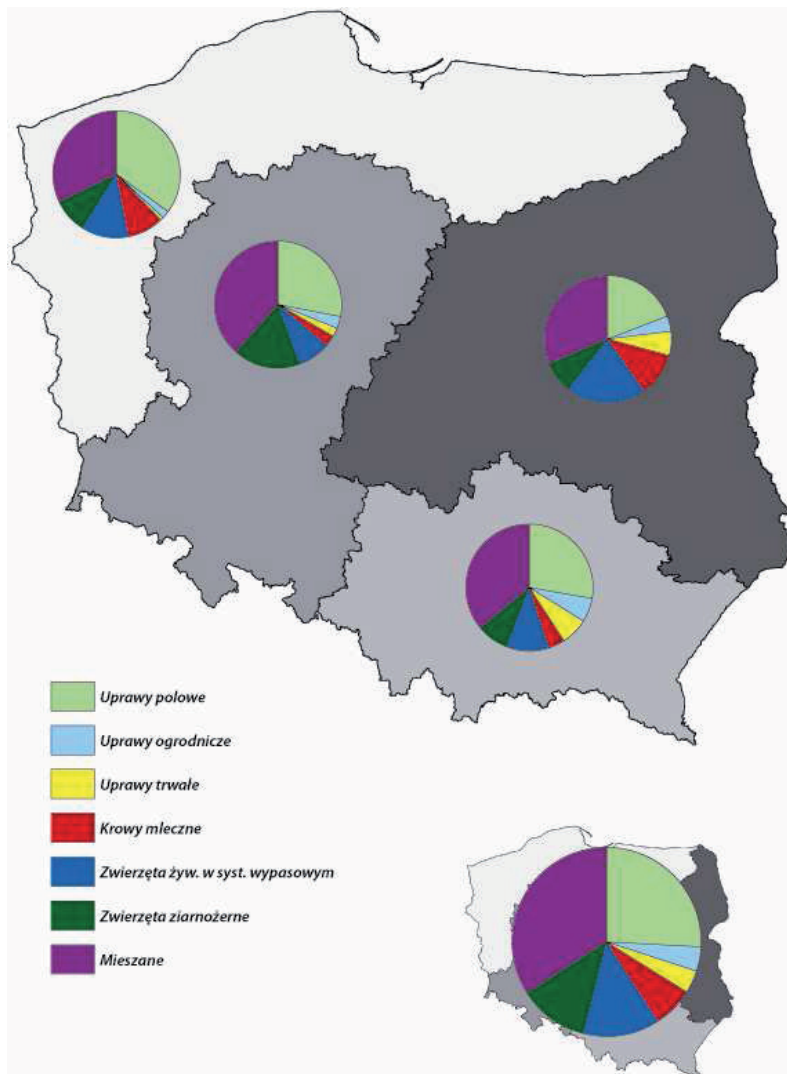 Uprawy polowe
Uprawy ogrodnicze
Uprawy trwałe
Krowy mleczne
Zwierzęta żyw. w syst. wypasowym
Zwierzęta ziarnożerne
Mieszane